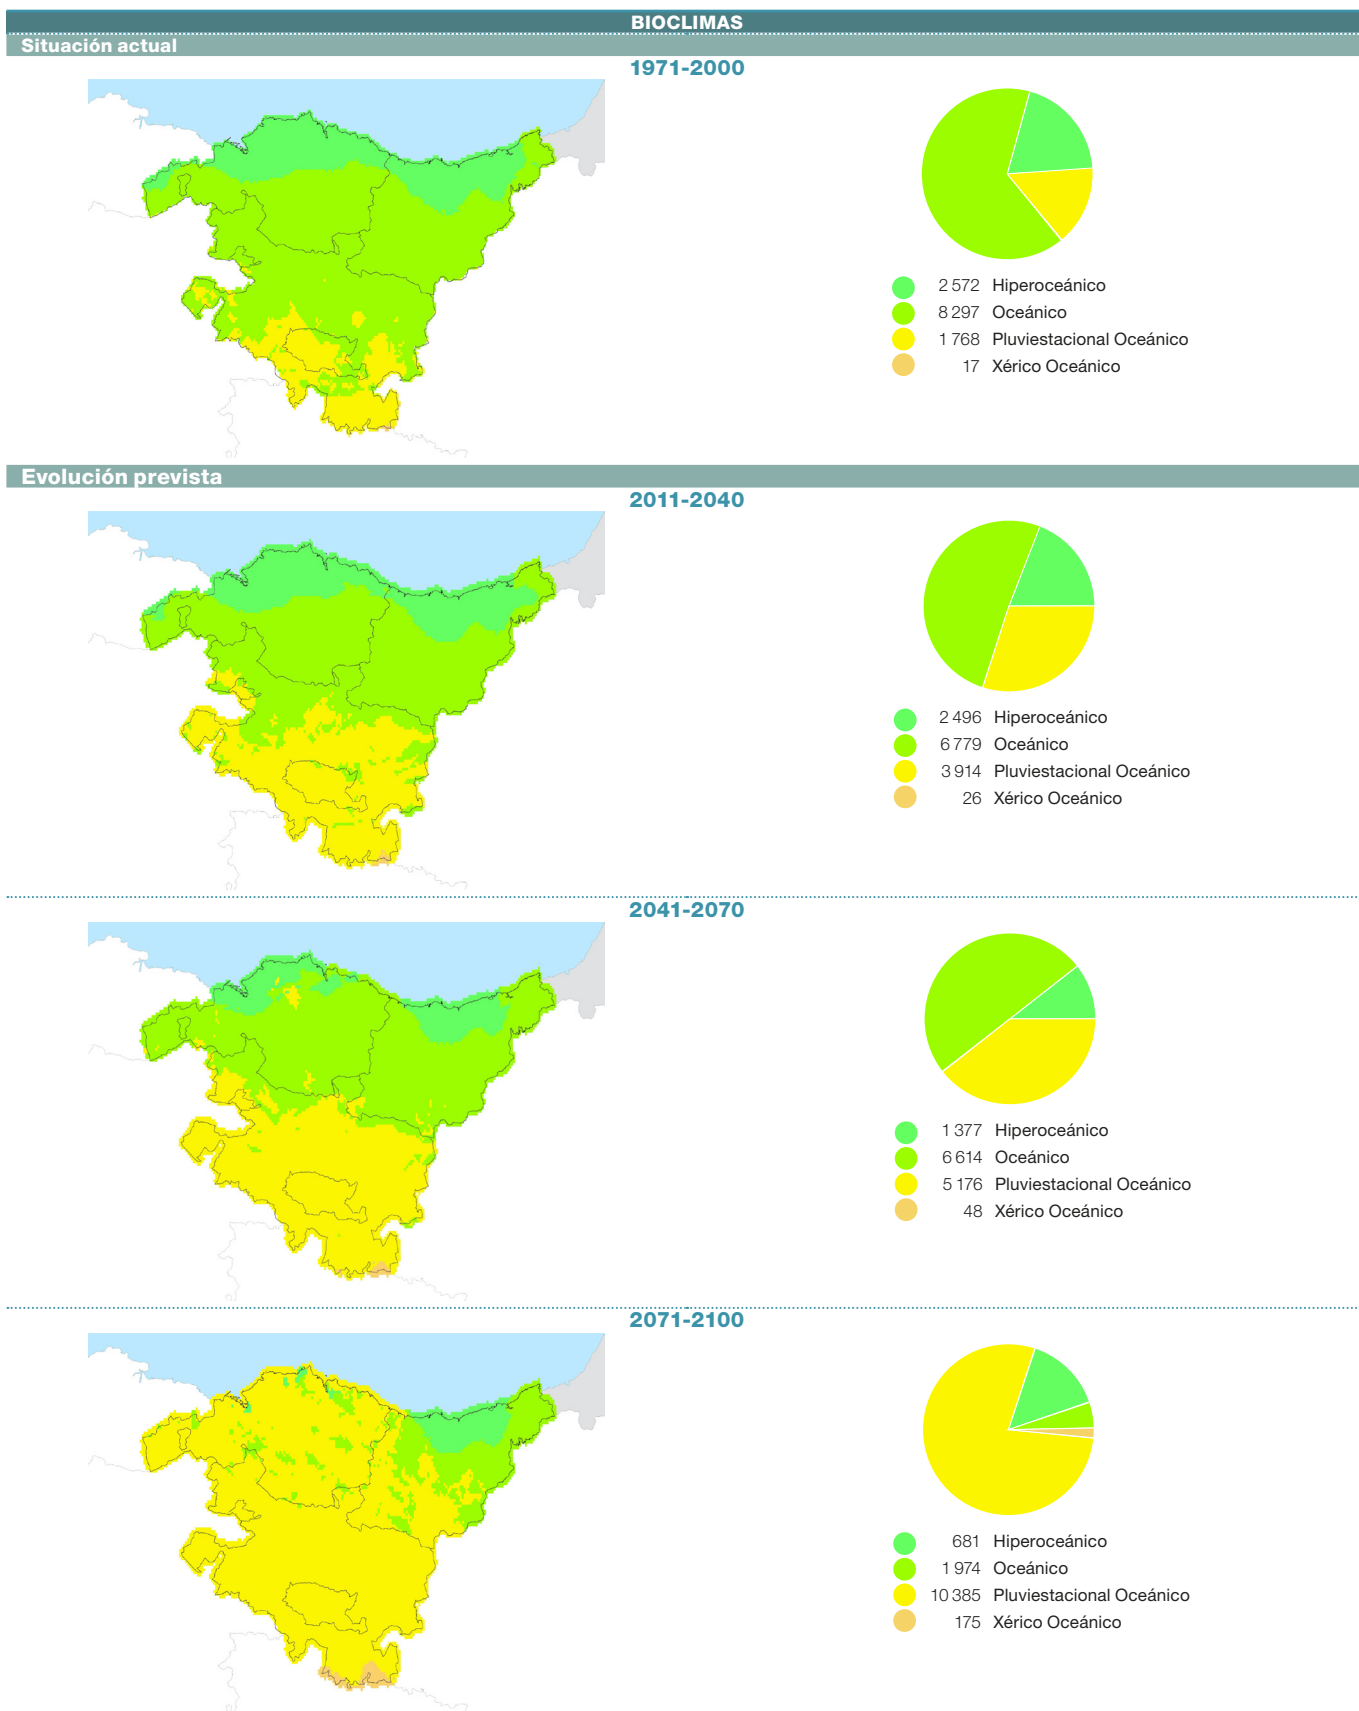 BIOCLIMAS
Situación actual
1971-2000
2 572 Hiperoceánico
8 297 Oceánico
1 768 Pluviestacional Oceánico
17 Xérico Oceánico
Evolución prevista
2011-2040
2 496 Hiperoceánico
6 779 Oceánico
3 914 Pluviestacional Oceánico
26 Xérico Oceánico
2041-2070
1 377 Hiperoceánico
6 614 Oceánico
5 176 Pluviestacional Oceánico
48 Xérico Oceánico
2071-2100
681 Hiperoceánico
1 974 Oceánico
10 385 Pluviestacional Oceánico
175 Xérico Oceánico